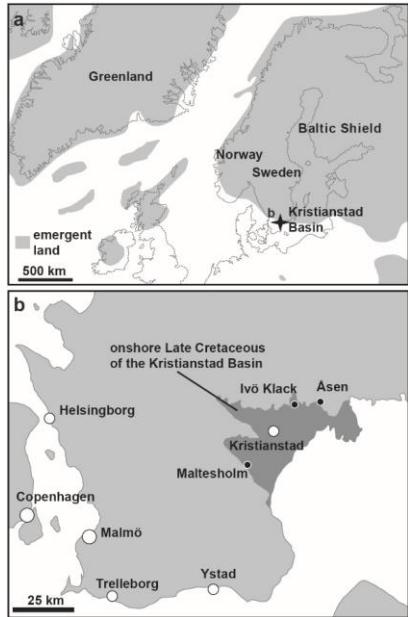 a
Greenland
Baltic Shield
Norway
Sweden
b
Kristianstad
Basin
emergent
land
500 km
b
onshore Late Cretaceous
of the Kristianstad Basin
Ivö Klack
Åsen
Helsingborg
Kristianstad
Maltesholm
Copenhagen
Malmö
Ystad
Trelleborg
25 km